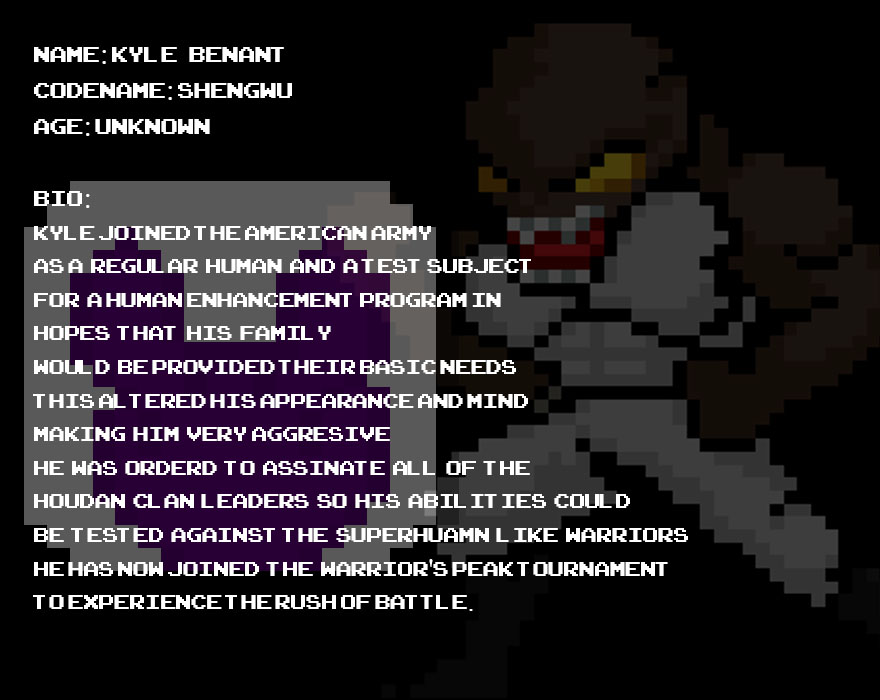 NAME: KYLE BENANT
CODENAME: SHENGWU
AGE: UNKNOWN
BIO:
KYLE JOINED THE AMERICAN ARMY
AS A REGULAR HUMAN AND A TEST SUBJECT
FOR A HUMAN ENHANCEMENT PROGRAM IN
HOPES THAT HIS FAMILY
WOULD BE PROVIDED THEIR BASIC NEEDS
THIS ALTERED HIS APPEARANCE AND MIND
MAKING HIM VERY AGGRESIVE
HE WAS ORDERD TO ASSINATE ALL OF THE
HOUDAN CLAN LEADERS SO HIS ABILITIES COULD
BE TESTED AGAINST THE SUPERHUAMN LIKE WARRIORS
HE HAS NOW JOINED THE WARRIOR'S PEAK TOURNAMENT
TO EXPERIENCE THE RUSH OF BATTLE.